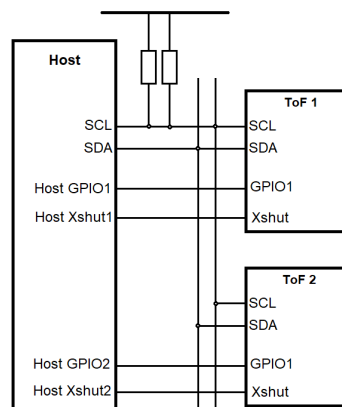 Host
SCL
SDA
Host GPIO1
Host Xshut1
Host GPIO2
Host Xshut2
ToF 1
SCL
SDA
GPIO1
Xshut
ToF 2
SCL
SDA
GPIO1
Xshut